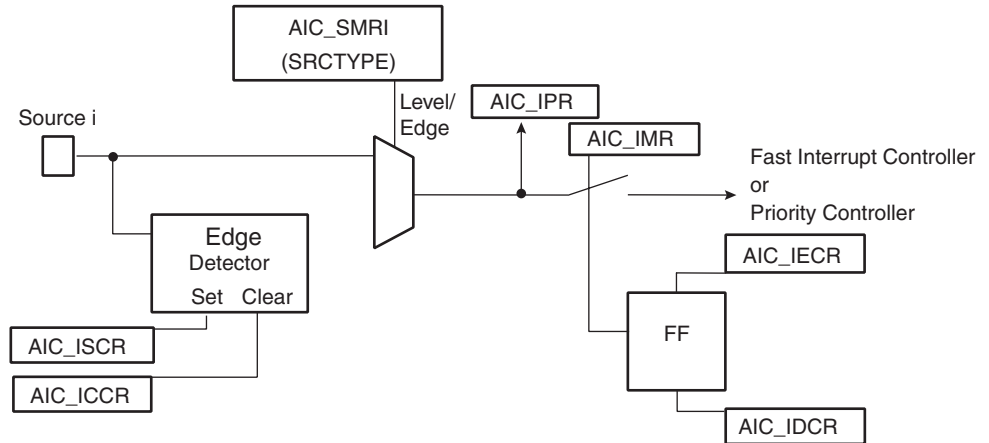 AIC_SMRI
(SRCTYPE)
Level/
Edge
AIC_IPR
AIC_IMR
Source i
Fast Interrupt Controller
or
Priority Controller
Edge
Detector
Set Clear
AIC_IECR
FF
AIC_ISCR
AIC_ICCR
AIC_IDCR